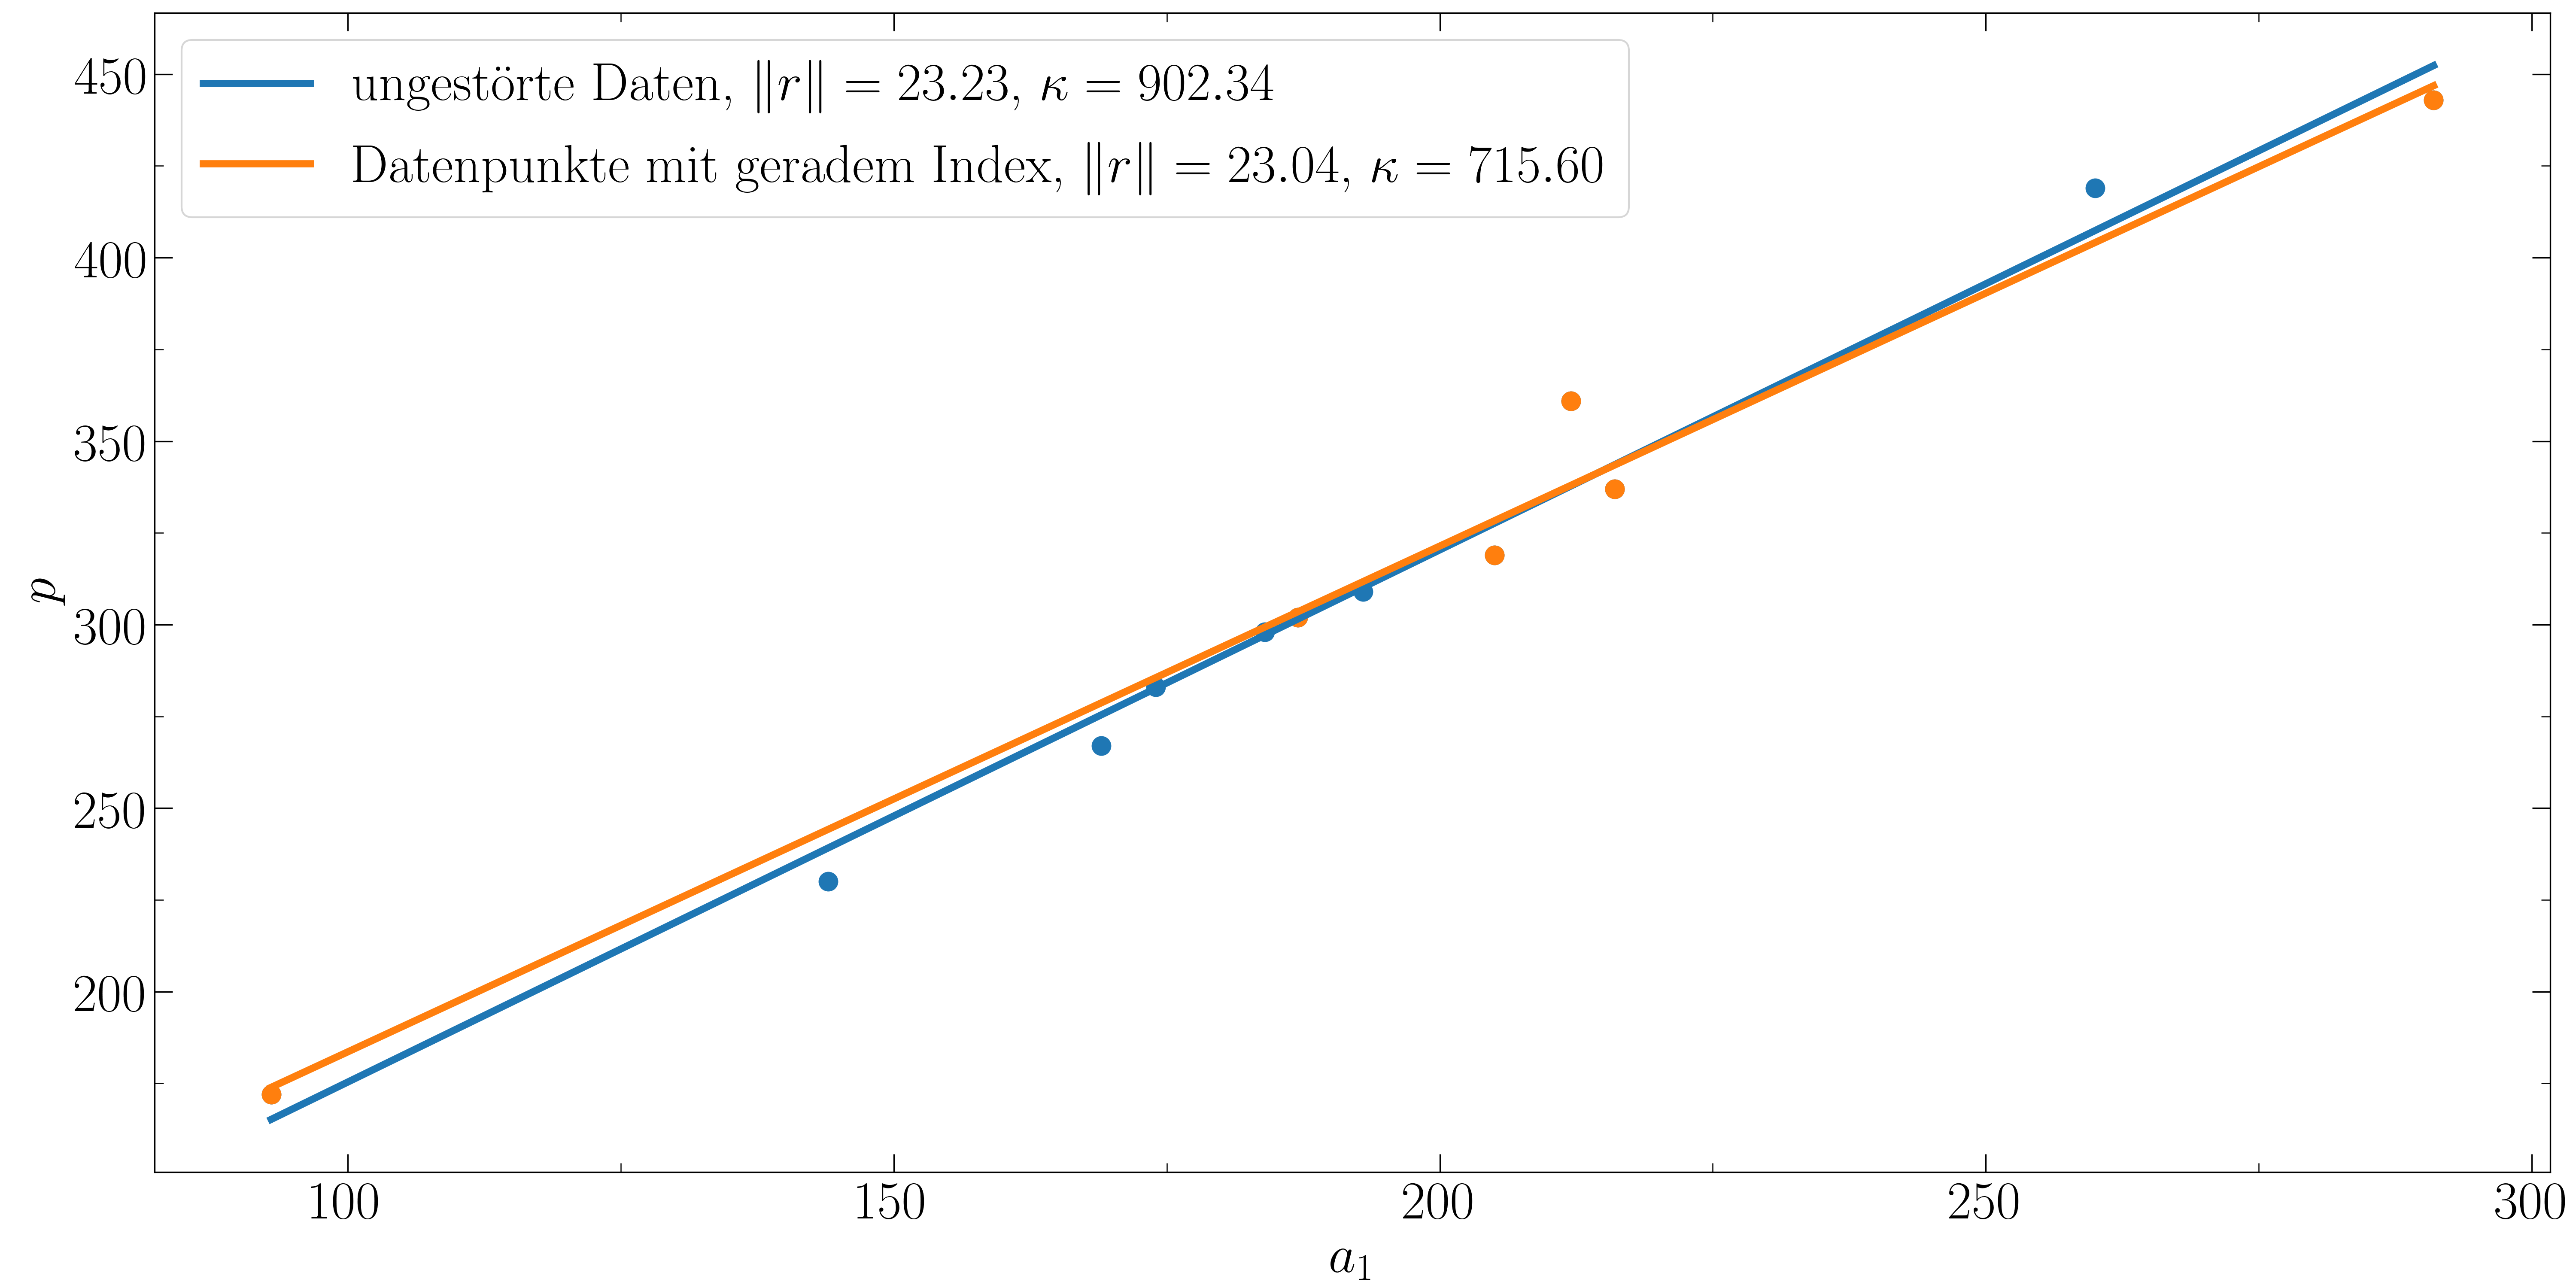 ungestörte Daten, ‖r‖ = 23.23, κ = 902.34
Datenpunkte mit geradem Index, ‖r‖ = 23.04, κ = 715.60
450
400
350
300
250
200
p
100 150 200 250 300
a₁